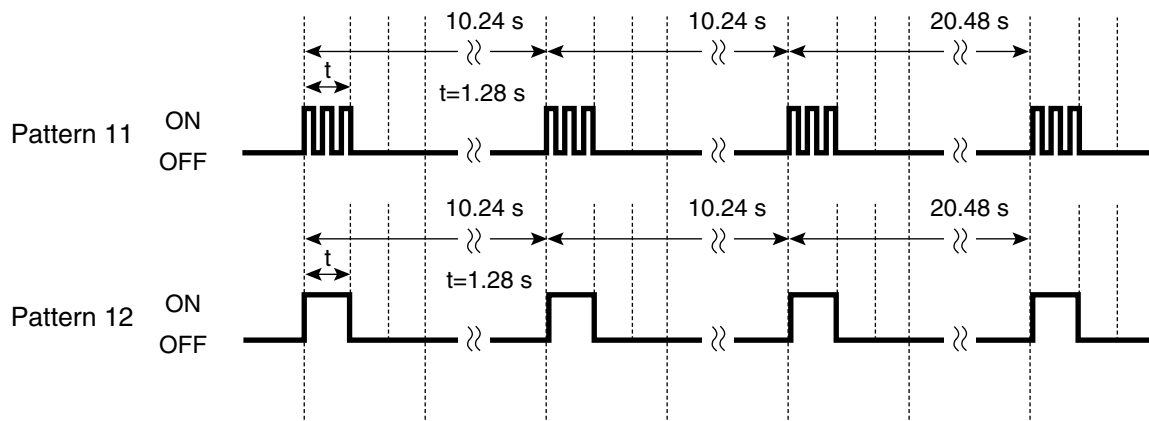 10.24 s 10.24 s 20.48 s
t
t=1.28 s
Pattern 11 ON
OFF
10.24 s 10.24 s 20.48 s
t
t=1.28 s
Pattern 12 ON
OFF